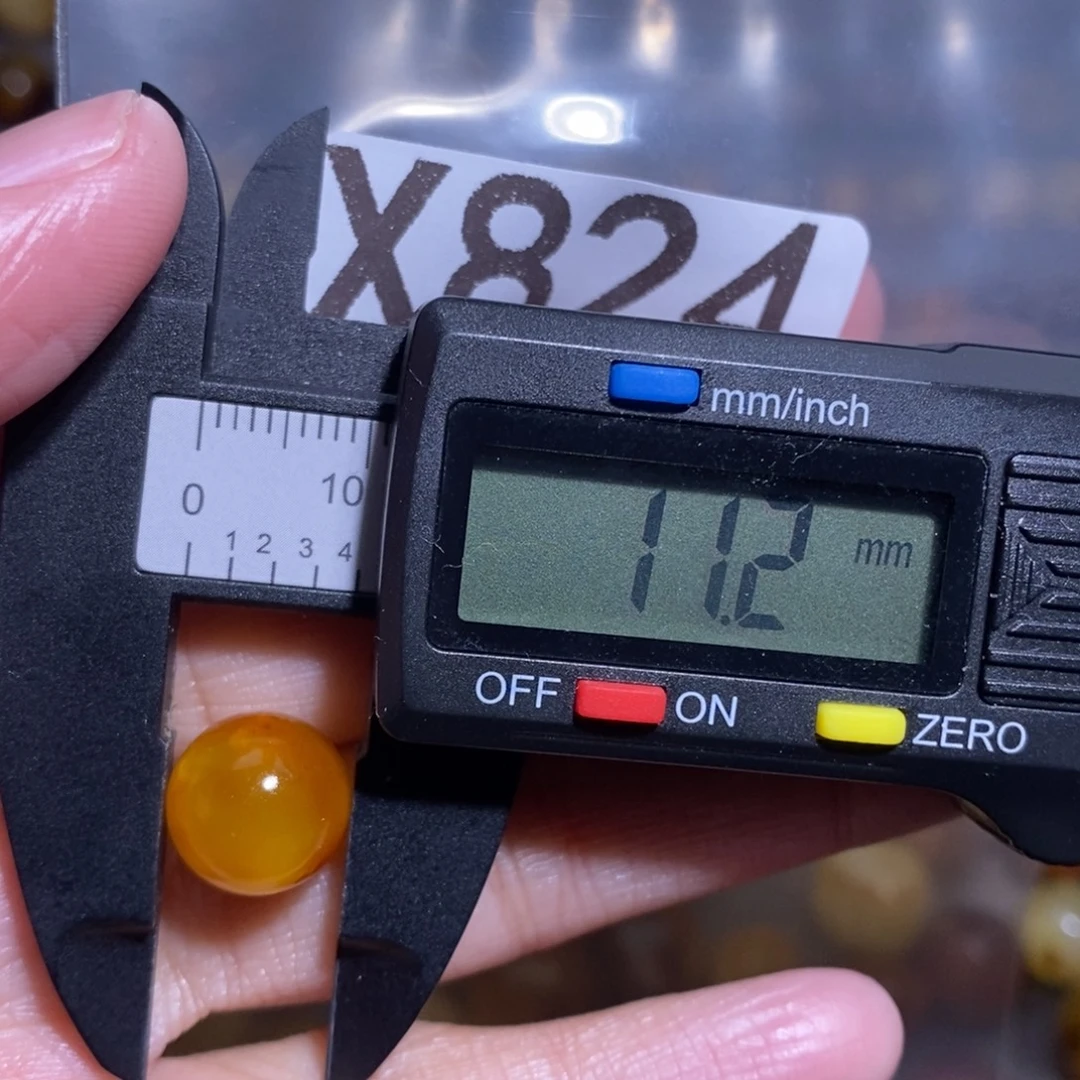 X824
mm/inch
0 10
1 2 3 4
11.2 mm
OFF ON ZERO